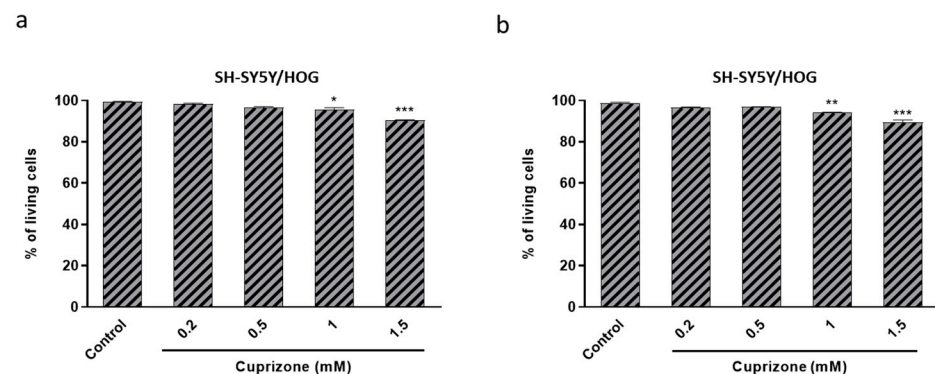 a
SH-SY5Y/HOG
% of living cells
100
80
60
40
20
0
*
***
Control
0.2
0.5
1
1.5
Cuprizone (mM)
b
SH-SY5Y/HOG
% of living cells
100
80
60
40
20
0
**
***
Control
0.2
0.5
1
1.5
Cuprizone (mM)